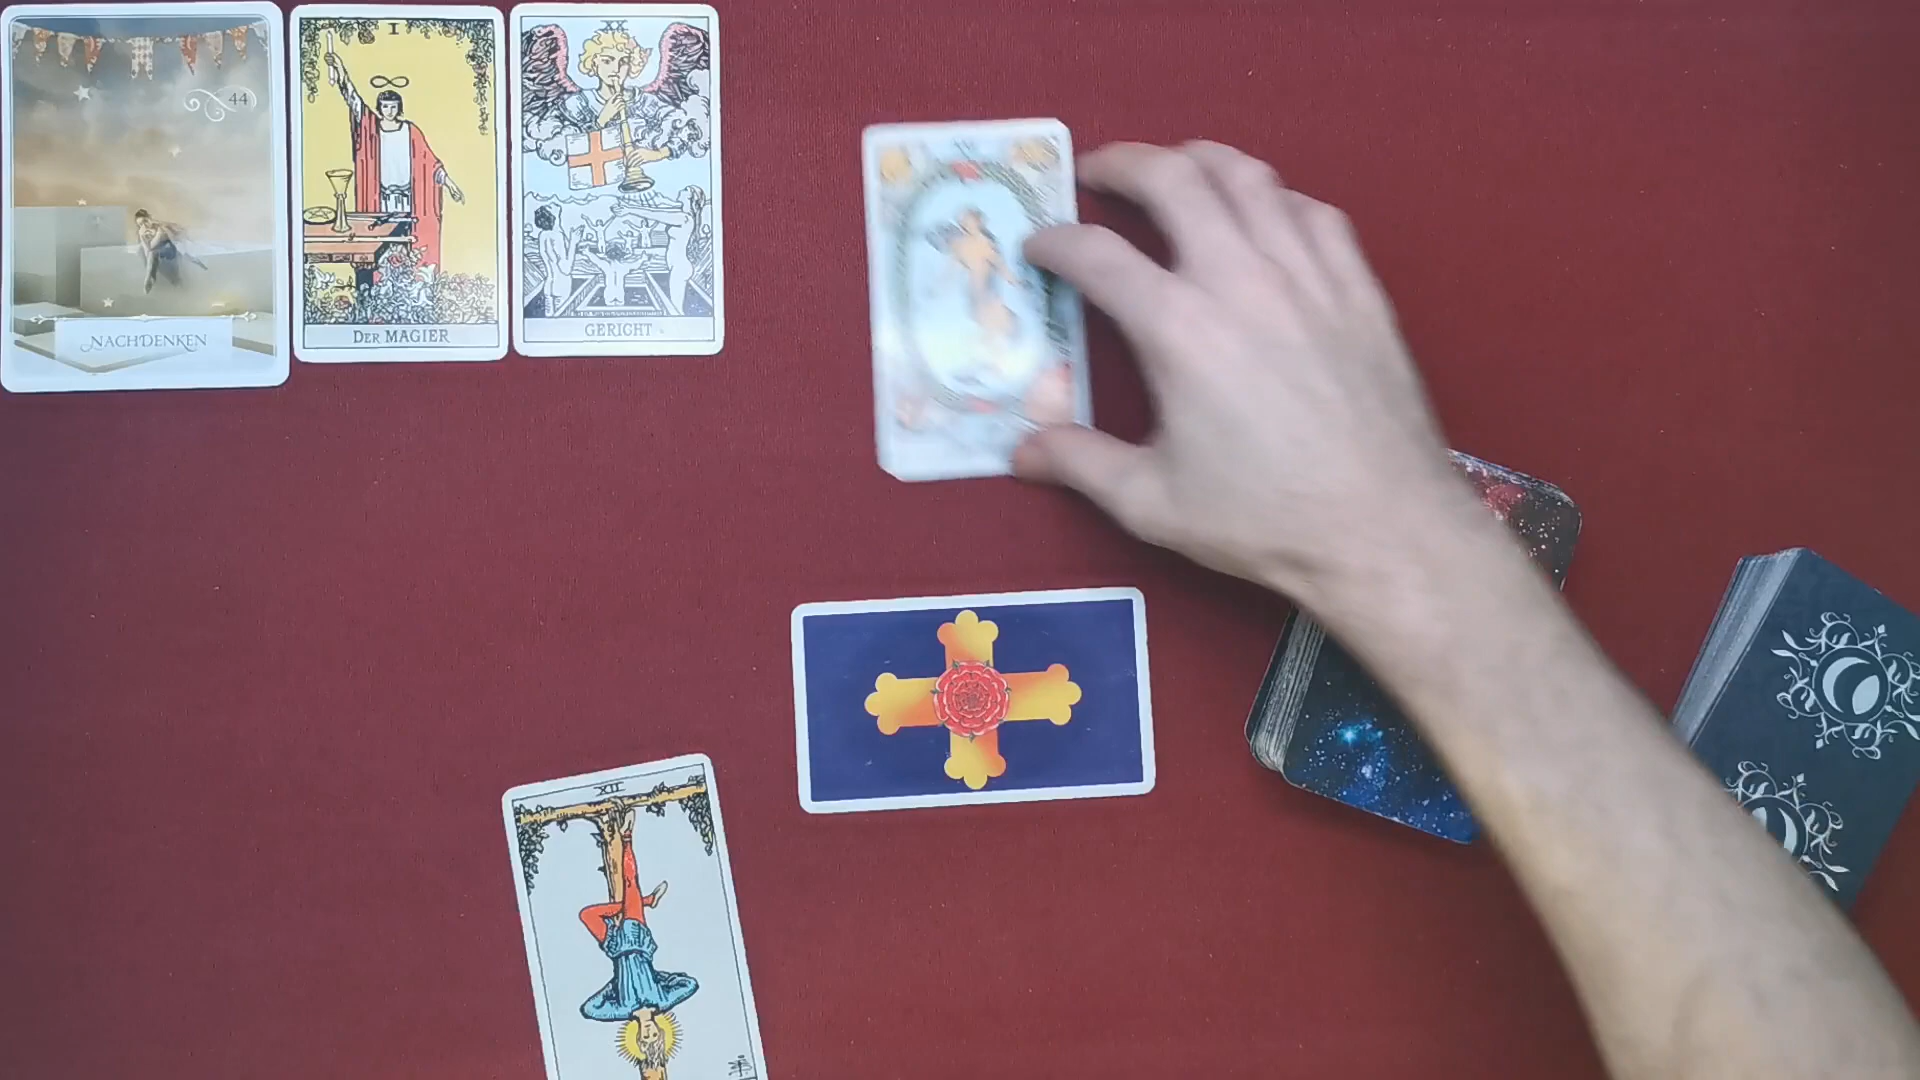 44
NACHDENKEN
I
DER MAGIER
XX
GERICHT
XII